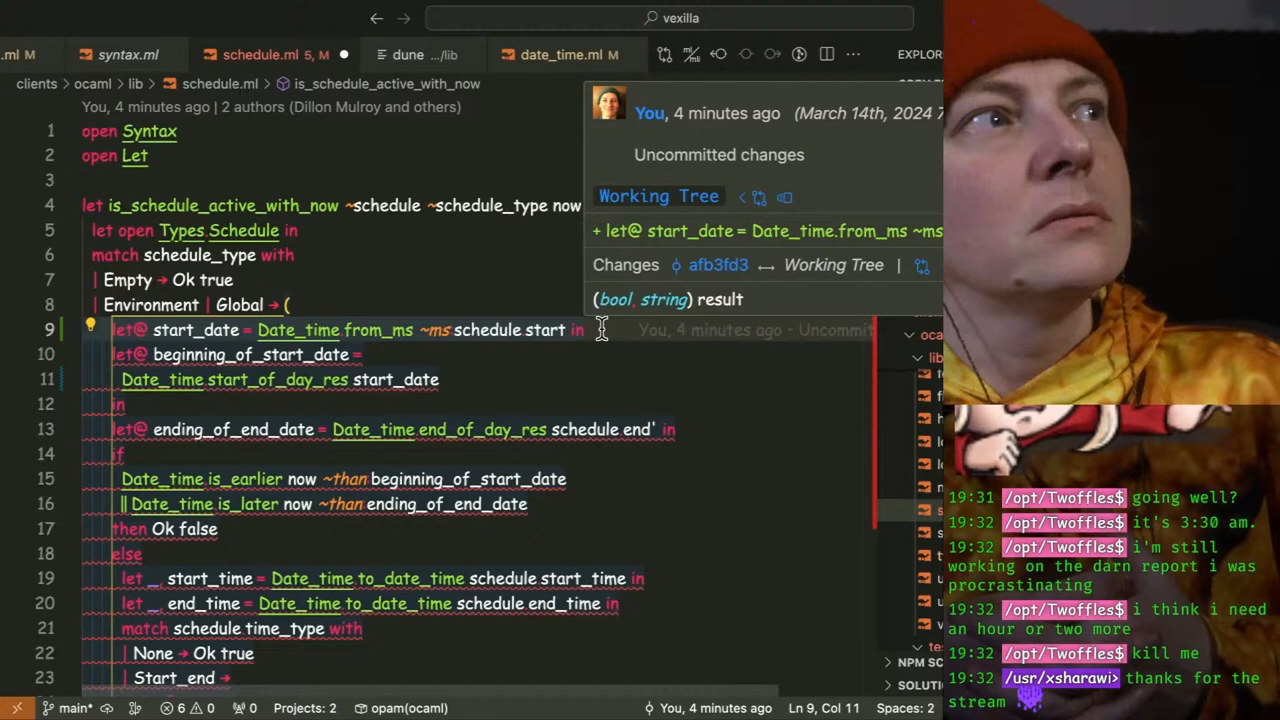 vexilla
.ml M
syntax.ml
schedule.ml 5, M
dune .../lib
date_time.ml M
EXPLOR
clients > ocaml > lib > schedule.ml > is_schedule_active_with_now
You, 4 minutes ago | 2 authors (Dillon Mulroy and others)
1 open Syntax
2 open Let
3
4 let is_schedule_active_with_now ~schedule ~schedule_type now
5 let open Types.Schedule in
6 match schedule_type with
7 | Empty → Ok true
8 | Environment | Global → (
9 let@ start_date = Date_time.from_ms ~ms:schedule.start in You, 4 minutes ago - Uncommit
10 let@ beginning_of_start_date =
11 Date_time.start_of_day_res start_date
12 in
13 let@ ending_of_end_date = Date_time.end_of_day_res schedule.end' in
14 if
15 Date_time.is_earlier now ~than:beginning_of_start_date
16 || Date_time.is_later now ~than:ending_of_end_date
17 then Ok false
18 else
19 let _, start_time = Date_time.to_date_time schedule.start_time in
20 let _, end_time = Date_time.to_date_time schedule.end_time in
21 match schedule.time_type with
22 | None → Ok true
23 | Start_end →
You, 4 minutes ago (March 14th, 2024 7
Uncommitted changes
Working Tree
+ let@ start_date = Date_time.from_ms ~ms
Changes afb3fd3 ↔ Working Tree |
(bool, string) result
oca
lib
te
NPM SC
SOLUTI
main*
6 0
0
Projects: 2
opam(ocaml)
You, 4 minutes ago
Ln 9, Col 11
Spaces: 2
19:31 /opt/Twoffles$ going well?
19:32 /opt/Twoffles$ it's 3:30 am.
19:32 /opt/Twoffles$ i'm still
working on the darn report i was
procrastinating
19:32 /opt/Twoffles$ i think i need
an hour or two more
19:32 /opt/Twoffles$ kill me
19:32 /usr/xsharawi> thanks for the
stream